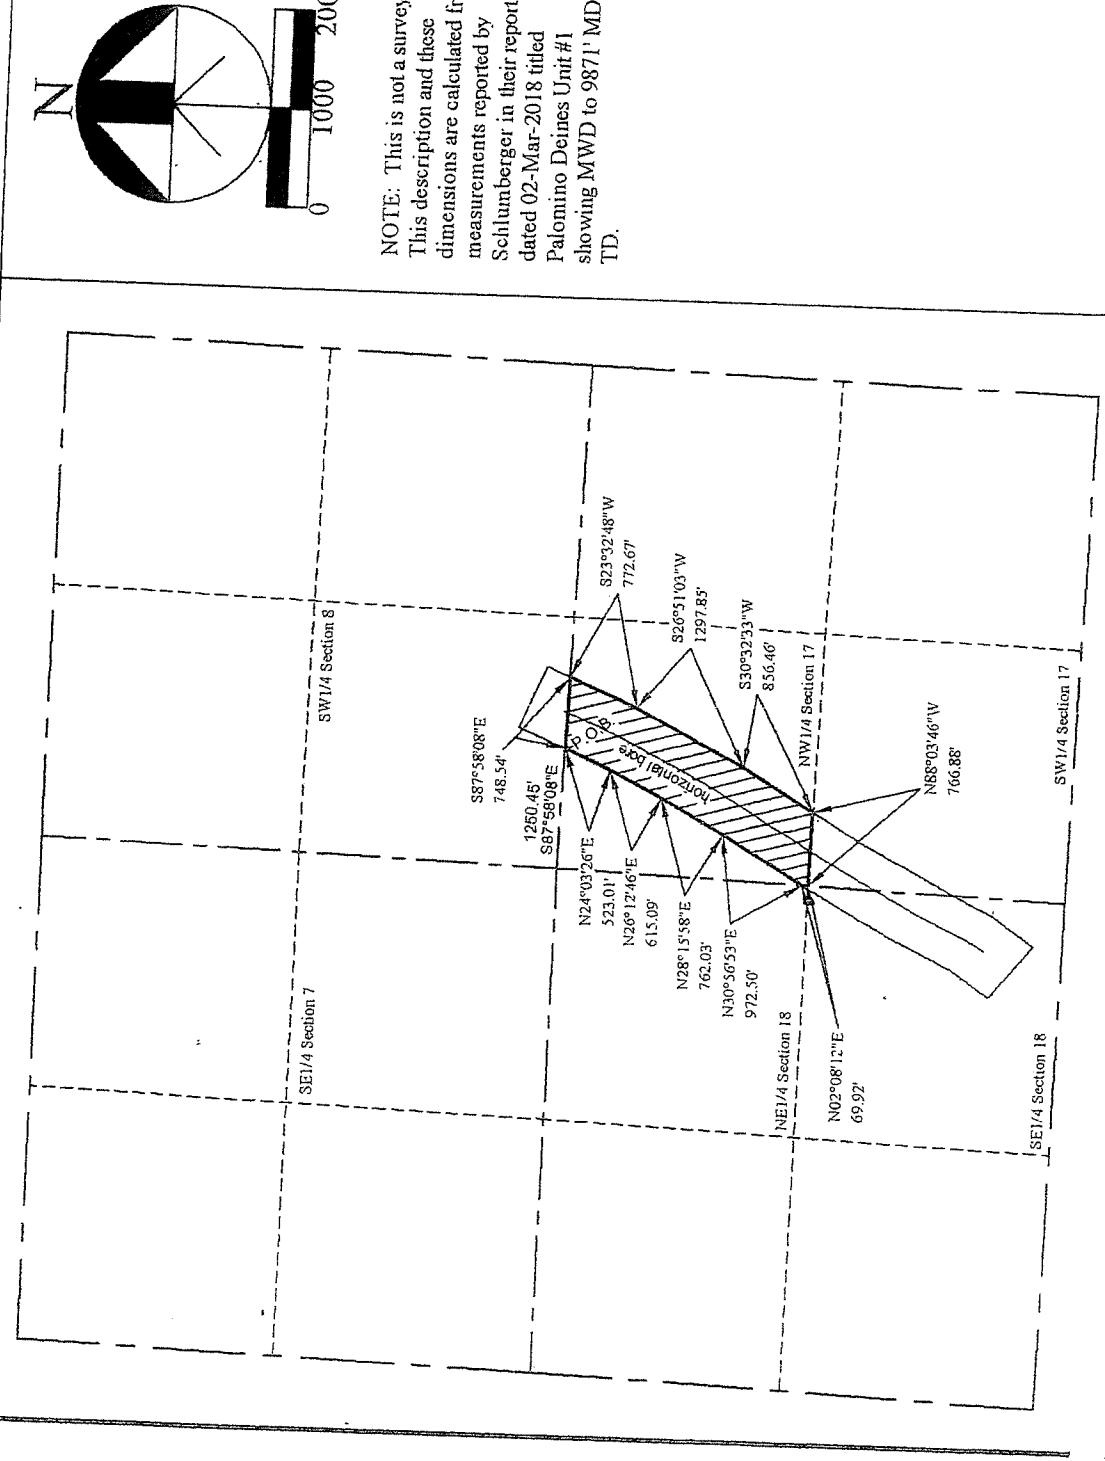 N
0
1000
NOTE: This is not a survey
This description and these
dimensions are calculated
measurements reported by
Schlumberger in their report
dated 02-Mar-2018 titled
Palomino Deines Unit #1
showing MWD to 9871' MD
TD.
SW1/4 Section 8
SE1/4 Section 7
S87°58'08"E
748.54'
1250.45'
S87°58'08"E
P.O.B.
horizontal bore
S23°32'48"W
772.67'
S26°51'03"W
1297.85'
S30°32'33"W
856.46'
NW1/4 Section 17
N88°03'46"W
766.88'
SW1/4 Section 17
N24°03'26"E
523.01'
N26°12'46"E
615.09'
N28°15'58"E
762.03'
N30°56'53"E
972.50'
NE1/4 Section 18
N02°08'12"E
69.92'
SE1/4 Section 18